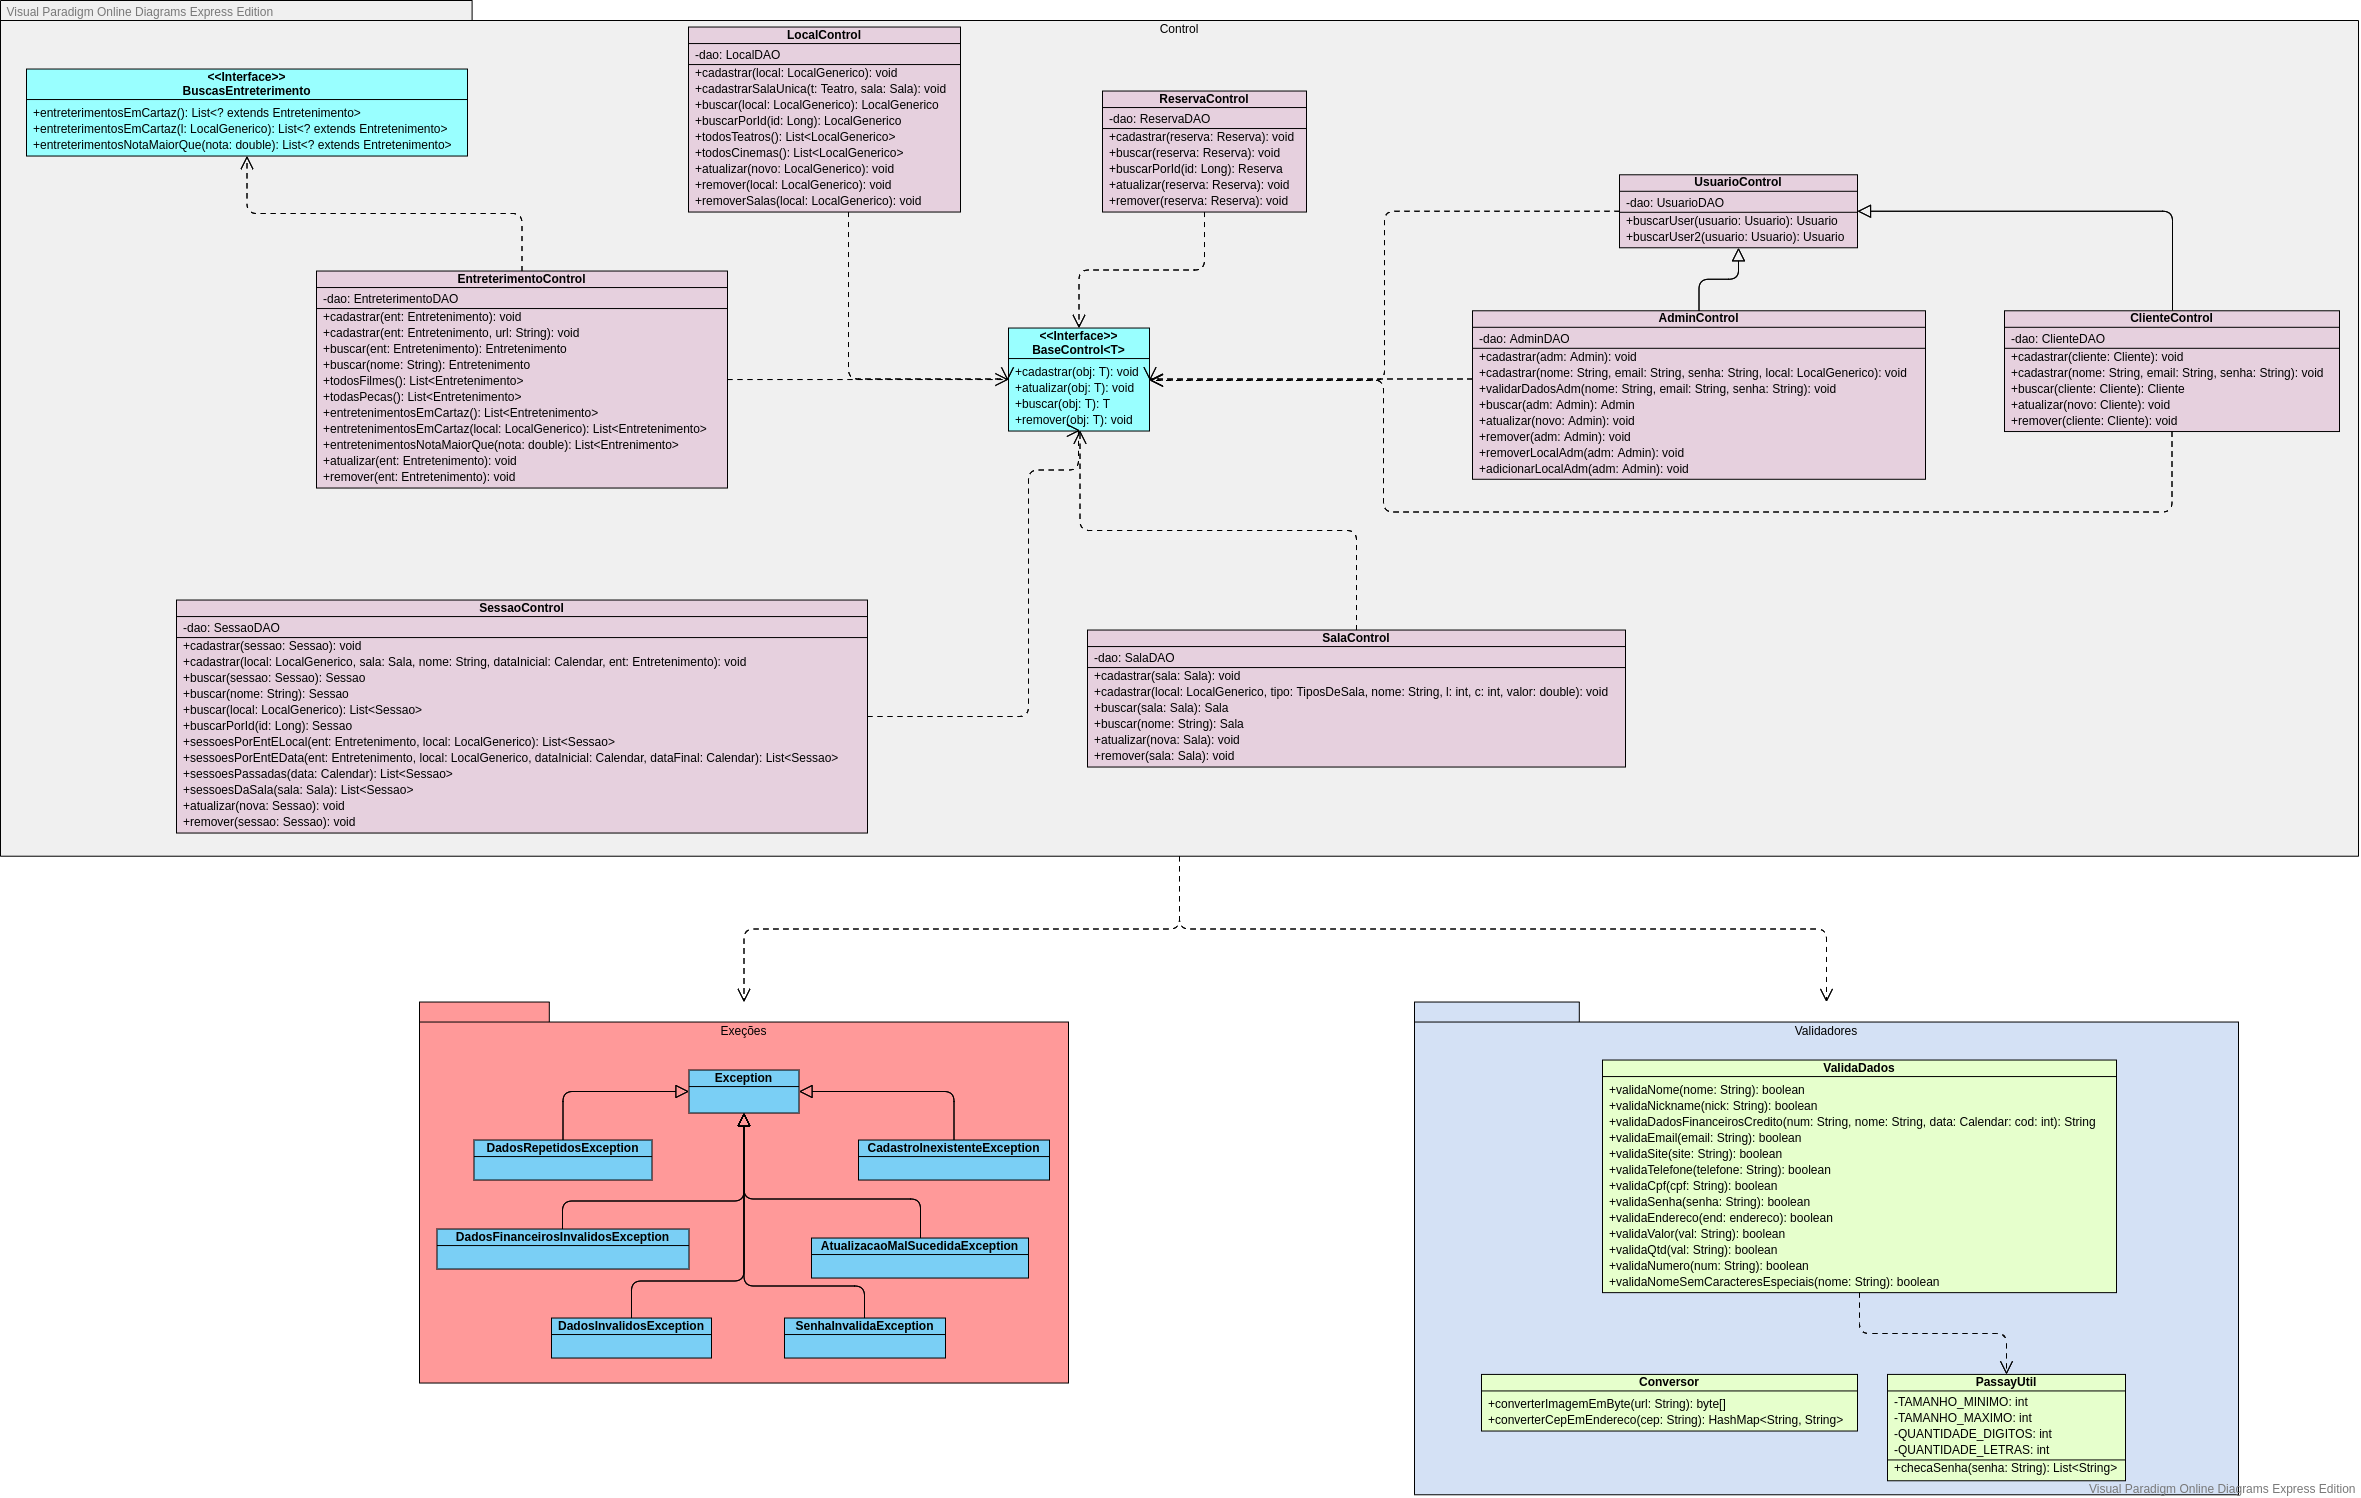 Visual Paradigm Online Diagrams Express Edition
Control
<<Interface>>
BuscasEntreterimento
+entreterimentosEmCartaz(): List<? extends Entretenimento>
+entreterimentosEmCartaz(l: LocalGenerico): List<? extends Entretenimento>
+entreterimentosNotaMaiorQue(nota: double): List<? extends Entretenimento>
LocalControl
-dao: LocalDAO
+cadastrar(local: LocalGenerico): void
+cadastrarSalaUnica(t: Teatro, sala: Sala): void
+buscar(local: LocalGenerico): LocalGenerico
+buscarPorId(id: Long): LocalGenerico
+todosTeatros(): List<LocalGenerico>
+todosCinemas(): List<LocalGenerico>
+atualizar(novo: LocalGenerico): void
+remover(local: LocalGenerico): void
+removerSalas(local: LocalGenerico): void
ReservaControl
-dao: ReservaDAO
+cadastrar(reserva: Reserva): void
+buscar(reserva: Reserva): void
+buscarPorId(id: Long): Reserva
+atualizar(reserva: Reserva): void
+remover(reserva: Reserva): void
UsuarioControl
-dao: UsuarioDAO
+buscarUser(usuario: Usuario): Usuario
+buscarUser2(usuario: Usuario): Usuario
EntreterimentoControl
-dao: EntreterimentoDAO
+cadastrar(ent: Entretenimento): void
+cadastrar(ent: Entretenimento, url: String): void
+buscar(ent: Entretenimento): Entretenimento
+buscar(nome: String): Entretenimento
+todosFilmes(): List<Entretenimento>
+todasPecas(): List<Entretenimento>
+entretenimentosEmCartaz(): List<Entretenimento>
+entretenimentosEmCartaz(local: LocalGenerico): List<Entretenimento>
+entretenimentosNotaMaiorQue(nota: double): List<Entrenimento>
+atualizar(ent: Entretenimento): void
+remover(ent: Entretenimento): void
<<Interface>>
BaseControl<T>
+cadastrar(obj: T): void
+atualizar(obj: T): void
+buscar(obj: T): T
+remover(obj: T): void
AdminControl
-dao: AdminDAO
+cadastrar(adm: Admin): void
+cadastrar(nome: String, email: String, senha: String, local: LocalGenerico): void
+validarDadosAdm(nome: String, email: String, senha: String): void
+buscar(adm: Admin): Admin
+atualizar(novo: Admin): void
+remover(adm: Admin): void
+removerLocalAdm(adm: Admin): void
+adicionarLocalAdm(adm: Admin): void
ClienteControl
-dao: ClienteDAO
+cadastrar(cliente: Cliente): void
+cadastrar(nome: String, email: String, senha: String): void
+buscar(cliente: Cliente): Cliente
+atualizar(novo: Cliente): void
+remover(cliente: Cliente): void
SessaoControl
-dao: SessaoDAO
+cadastrar(sessao: Sessao): void
+cadastrar(local: LocalGenerico, sala: Sala, nome: String, dataInicial: Calendar, ent: Entretenimento): void
+buscar(sessao: Sessao): Sessao
+buscar(nome: String): Sessao
+buscar(local: LocalGenerico): List<Sessao>
+buscarPorId(id: Long): Sessao
+sessoesPorEntELocal(ent: Entretenimento, local: LocalGenerico): List<Sessao>
+sessoesPorEntEData(ent: Entretenimento, local: LocalGenerico, dataInicial: Calendar, dataFinal: Calendar): List<Sessao>
+sessoesPassadas(data: Calendar): List<Sessao>
+sessoesDaSala(sala: Sala): List<Sessao>
+atualizar(nova: Sessao): void
+remover(sessao: Sessao): void
SalaControl
-dao: SalaDAO
+cadastrar(sala: Sala): void
+cadastrar(local: LocalGenerico, tipo: TiposDeSala, nome: String, l: int, c: int, valor: double): void
+buscar(sala: Sala): Sala
+buscar(nome: String): Sala
+atualizar(nova: Sala): void
+remover(sala: Sala): void
Exeções
Exception
DadosRepetidosException
CadastroInexistenteException
DadosFinanceirosInvalidosException
AtualizacaoMalSucedidaException
DadosInvalidosException
SenhaInvalidaException
Validadores
ValidaDados
+validaNome(nome: String): boolean
+validaNickname(nick: String): boolean
+validaDadosFinanceirosCredito(num: String, nome: String, data: Calendar: cod: int): String
+validaEmail(email: String): boolean
+validaSite(site: String): boolean
+validaTelefone(telefone: String): boolean
+validaCpf(cpf: String): boolean
+validaSenha(senha: String): boolean
+validaEndereco(end: endereco): boolean
+validaValor(val: String): boolean
+validaQtd(val: String): boolean
+validaNumero(num: String): boolean
+validaNomeSemCaracteresEspeciais(nome: String): boolean
Conversor
+converterImagemEmByte(url: String): byte[]
+converterCepEmEndereco(cep: String): HashMap<String, String>
PassayUtil
-TAMANHO_MINIMO: int
-TAMANHO_MAXIMO: int
-QUANTIDADE_DIGITOS: int
-QUANTIDADE_LETRAS: int
+checaSenha(senha: String): List<String>
Visual Paradigm Online Diagrams Express Edition